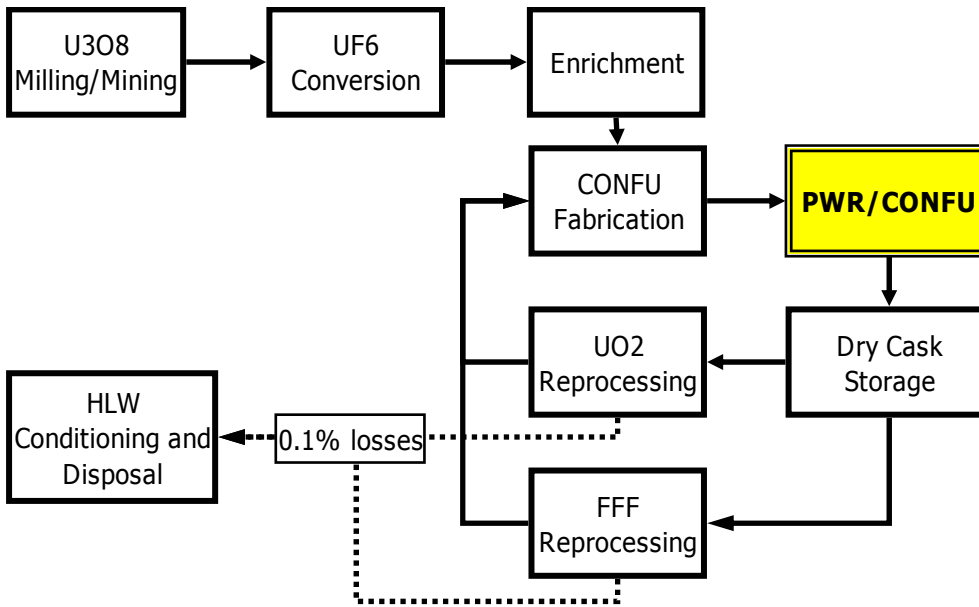 U3O8
Milling/Mining
UF6
Conversion
Enrichment
CONFU
Fabrication
PWR/CONFU
UO2
Reprocessing
Dry Cask
Storage
HLW
Conditioning and
Disposal
0.1% losses
FFF
Reprocessing